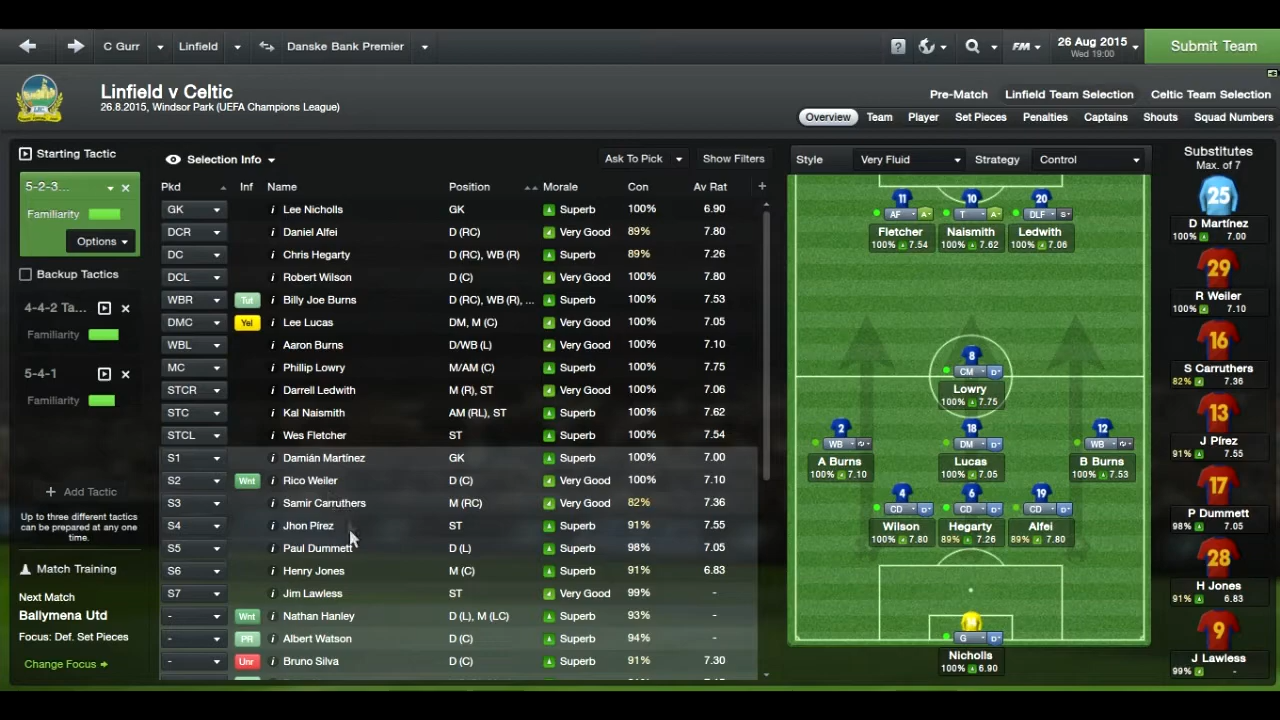 C Gurr
Linfield
Danske Bank Premier
?
FM
26 Aug 2015
Wed 19:00
Submit Team
Linfield v Celtic
26.8.2015, Windsor Park (UEFA Champions League)
Pre-Match
Linfield Team Selection
Celtic Team Selection
Overview
Team
Player
Set Pieces
Penalties
Captains
Shouts
Squad Numbers
Starting Tactic
5-2-3...
Familiarity
Options
Backup Tactics
4-4-2 Ta...
Familiarity
5-4-1
Familiarity
Add Tactic
Up to three different tactics
can be prepared at any one
time.
Match Training
Next Match
Ballymena Utd
Focus: Def. Set Pieces
Change Focus
Selection Info
Ask To Pick
Show Filters
Pkd Inf Name Position Morale Con Av Rat
GK i Lee Nicholls GK Superb 100% 6.90
DCR i Daniel Alfei D (RC) Very Good 89% 7.80
DC i Chris Hegarty D (RC), WB (R) Superb 89% 7.26
DCL i Robert Wilson D (C) Very Good 100% 7.80
WBR Tut i Billy Joe Burns D (RC), WB (R), ... Superb 100% 7.53
DMC Yel i Lee Lucas DM, M (C) Very Good 100% 7.05
WBL i Aaron Burns D/WB (L) Very Good 100% 7.10
MC i Phillip Lowry M/AM (C) Superb 100% 7.75
STCR i Darrell Ledwith M (R), ST Very Good 100% 7.06
STC i Kal Naismith AM (RL), ST Superb 100% 7.62
STCL i Wes Fletcher ST Superb 100% 7.54
S1 i Damián Martínez GK Superb 100% 7.00
S2 Wnt i Rico Weiler D (C) Very Good 100% 7.10
S3 i Samir Carruthers M (RC) Very Good 82% 7.36
S4 i Jhon Pírez ST Superb 91% 7.55
S5 i Paul Dummett D (L) Superb 98% 7.05
S6 i Henry Jones M (C) Superb 91% 6.83
S7 i Jim Lawless ST Very Good 99% -
- Wnt i Nathan Hanley D (L), M (LC) Superb 93% -
- PR i Albert Watson D (C) Superb 94% -
- Unr i Bruno Silva D (C) Superb 91% 7.30
Style
Very Fluid
Strategy
Control
11 10 20
AF A T A DLF S
Fletcher Naismith Ledwith
100% 7.54 100% 7.62 100% 7.06
8
CM D
Lowry
100% 7.75
2 18 12
WB DM D WB
A Burns Lucas B Burns
100% 7.10 100% 7.05 100% 7.53
4 6 19
CD D CD D CD D
Wilson Hegarty Alfei
100% 7.80 89% 7.26 89% 7.80
G D
Nicholls
100% 6.90
Substitutes
Max. of 7
25
D Martínez
100% 7.00
29
R Weiler
100% 7.10
16
S Carruthers
82% 7.36
13
J Pírez
91% 7.55
17
P Dummett
98% 7.05
28
H Jones
91% 6.83
9
J Lawless
99% -